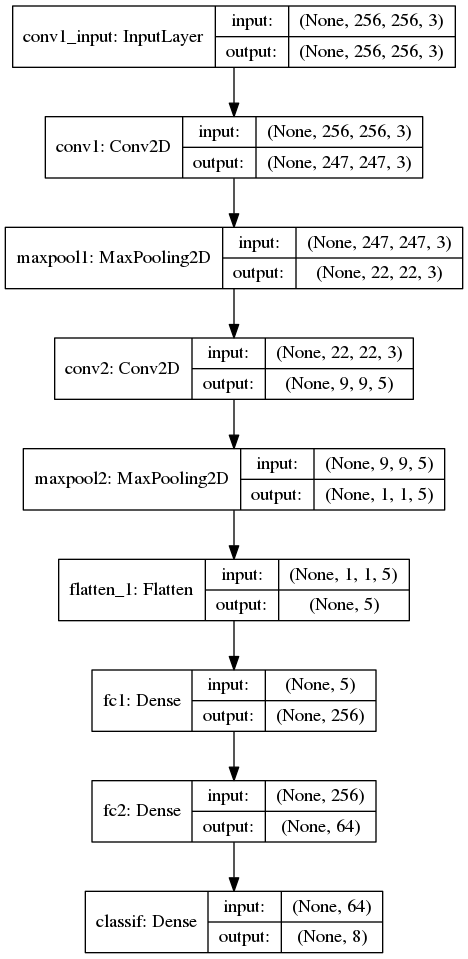 conv1_input: InputLayer
input: (None, 256, 256, 3)
output: (None, 256, 256, 3)
conv1: Conv2D
input: (None, 256, 256, 3)
output: (None, 247, 247, 3)
maxpool1: MaxPooling2D
input: (None, 247, 247, 3)
output: (None, 22, 22, 3)
conv2: Conv2D
input: (None, 22, 22, 3)
output: (None, 9, 9, 5)
maxpool2: MaxPooling2D
input: (None, 9, 9, 5)
output: (None, 1, 1, 5)
flatten_1: Flatten
input: (None, 1, 1, 5)
output: (None, 5)
fc1: Dense
input: (None, 5)
output: (None, 256)
fc2: Dense
input: (None, 256)
output: (None, 64)
classif: Dense
input: (None, 64)
output: (None, 8)